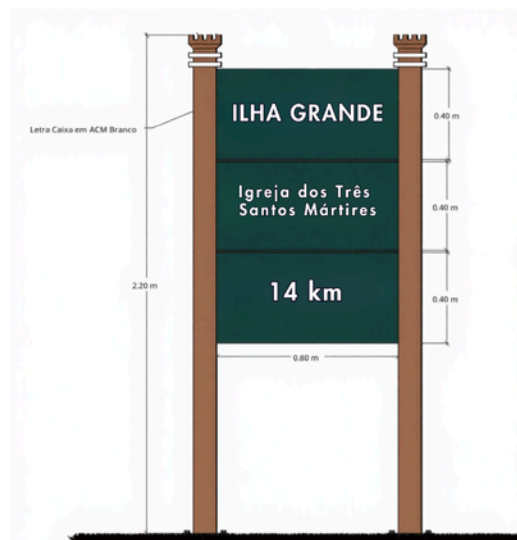 ILHA GRANDE
0.40 m
Letra Caixa em ACM Branco
Igreja dos Três
Santos Mártires
0.40 m
2.20 m
14 km
0.40 m
0.80 m